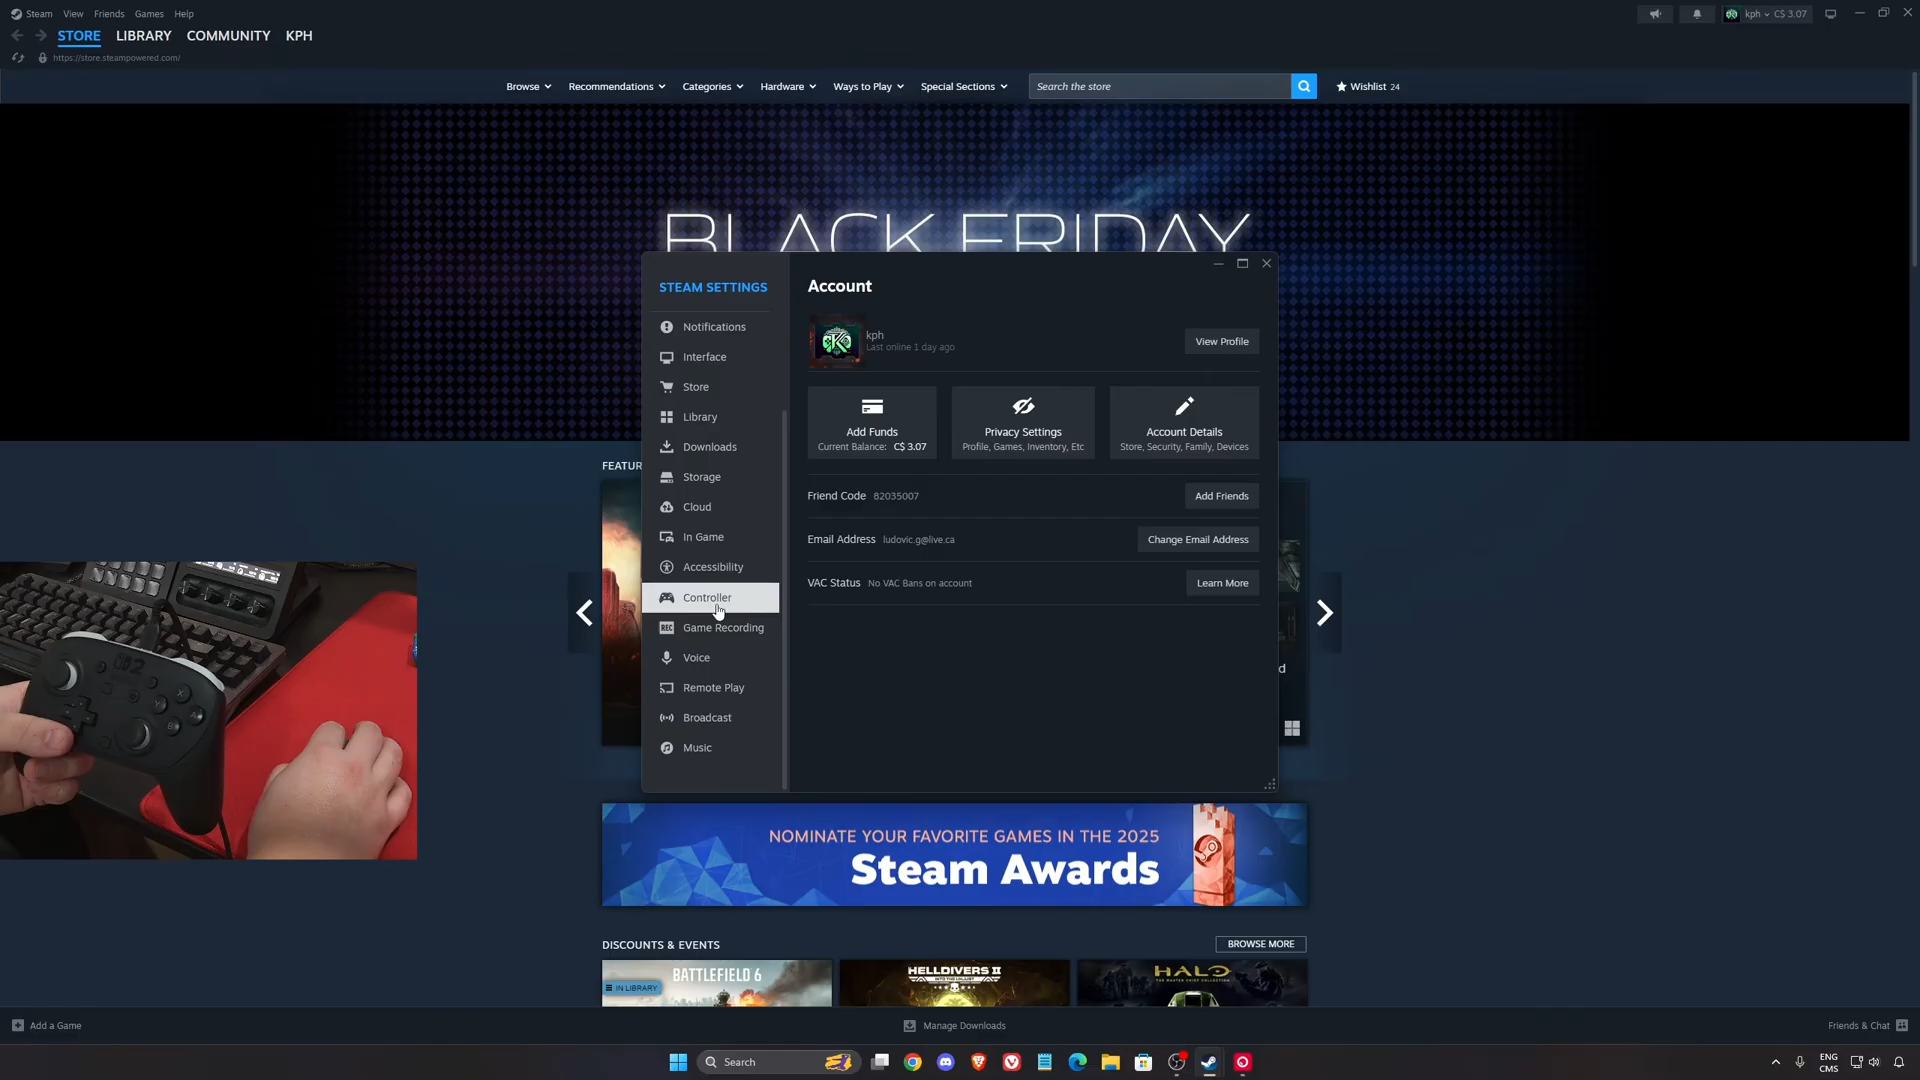 Steam View Friends Games Help
kph C$ 3.07
STORE LIBRARY COMMUNITY KPH
https://store.steampowered.com/
Browse Recommendations Categories Hardware Ways to Play Special Sections
Search the store
Wishlist 24
BLACK FRIDAY
STEAM SETTINGS
Notifications
Interface
Store
Library
Downloads
Storage
Cloud
In Game
Accessibility
Controller
REC Game Recording
Voice
Remote Play
Broadcast
Music
Account
kph
Last online 1 day ago
View Profile
Add Funds
Current Balance: C$ 3.07
Privacy Settings
Profile, Games, Inventory, Etc
Account Details
Store, Security, Family, Devices
Friend Code 82035007
Add Friends
Email Address ludovic.g@live.ca
Change Email Address
VAC Status No VAC Bans on account
Learn More
FEATUR
d
NOMINATE YOUR FAVORITE GAMES IN THE 2025
Steam Awards
DISCOUNTS & EVENTS
BROWSE MORE
BATTLEFIELD 6
IN LIBRARY
HELLDIVERS II
HALO
Add a Game
Manage Downloads
Friends & Chat
Search
ENG
CMS